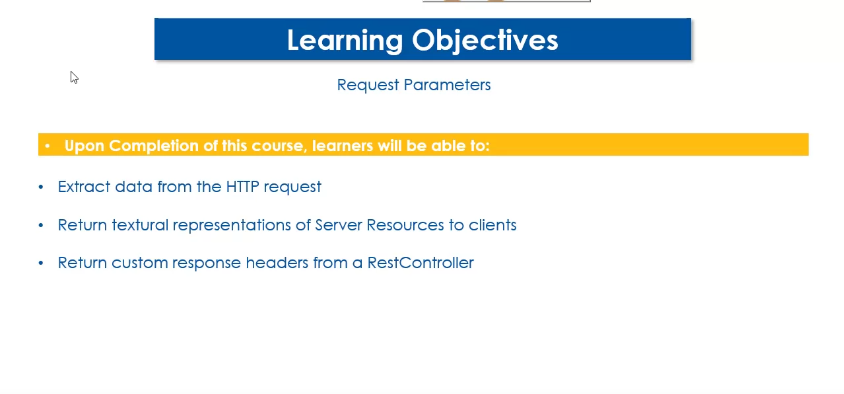 Learning Objectives
Request Parameters
• Upon Completion of this course, learners will be able to:
• Extract data from the HTTP request
• Return textural representations of Server Resources to clients
• Return custom response headers from a RestController